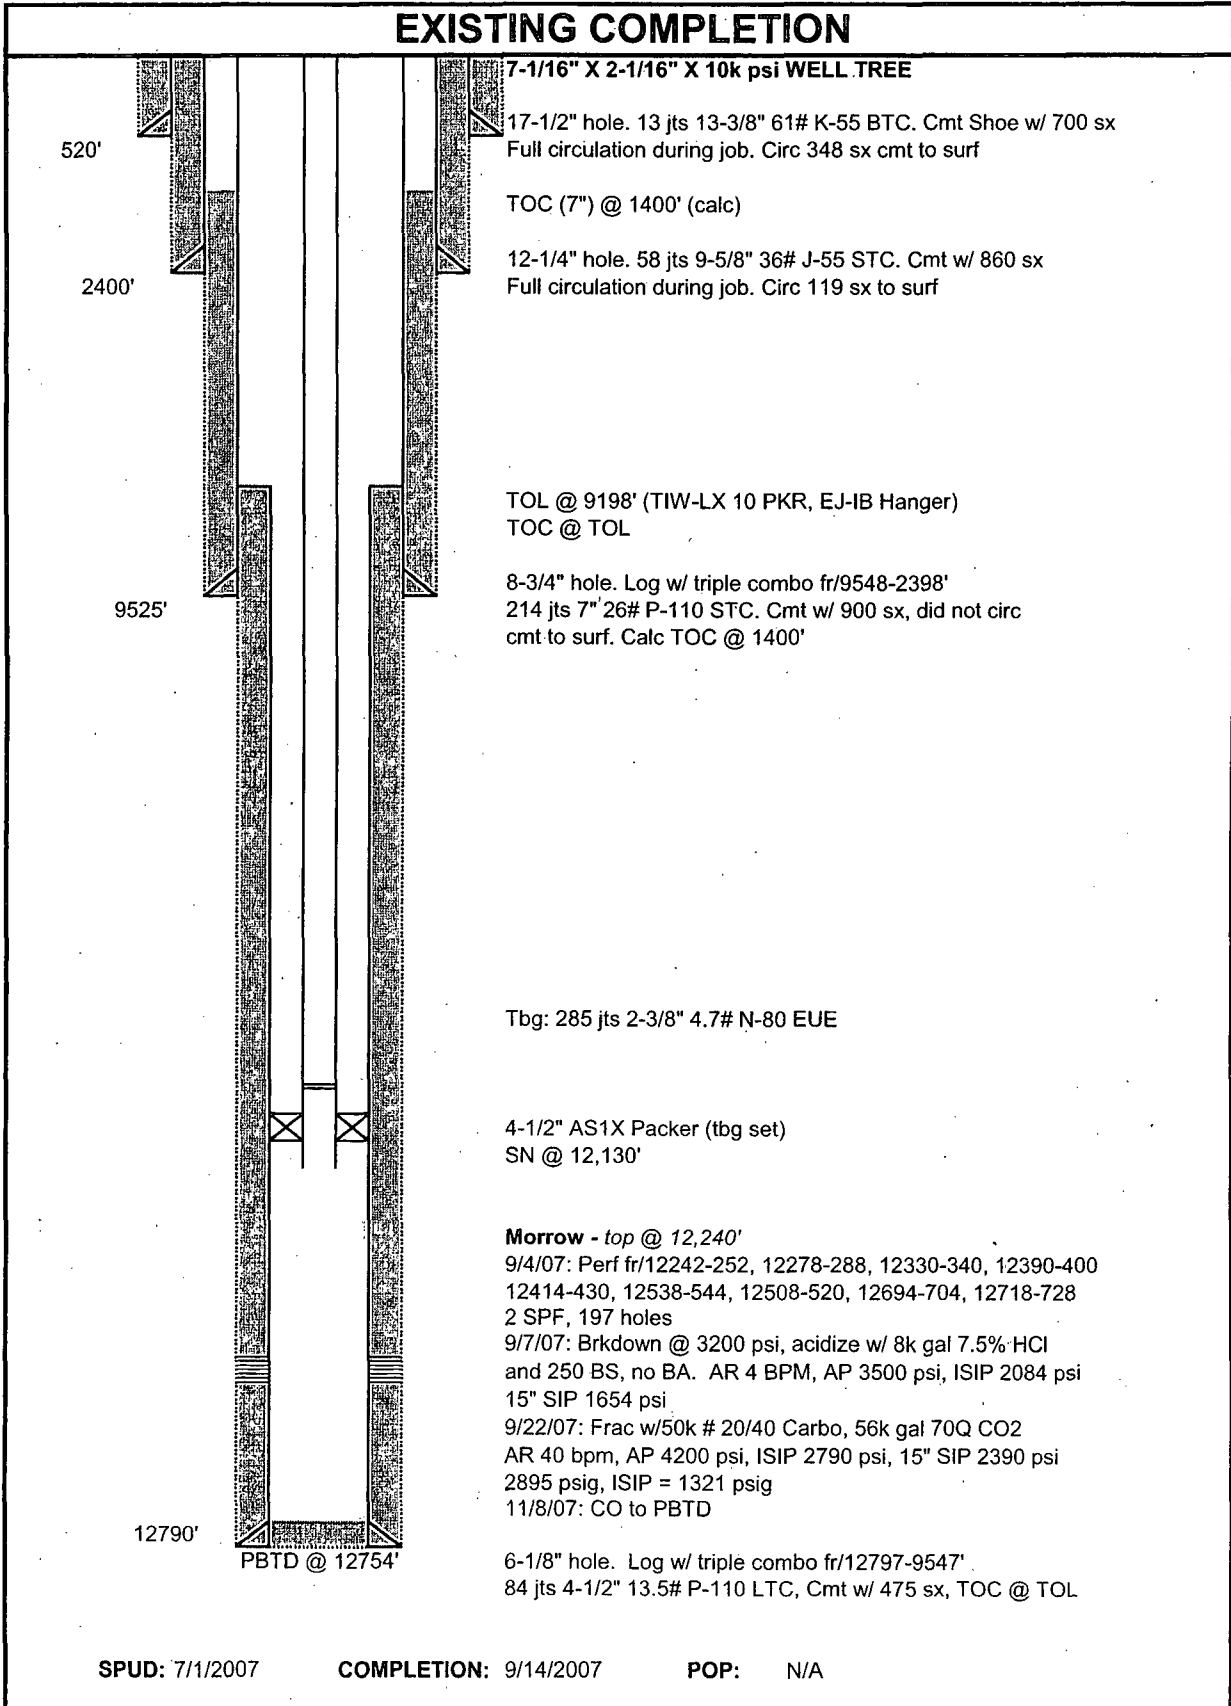 EXISTING COMPLETION
7-1/16" X 2-1/16" X 10k psi WELL TREE
17-1/2" hole. 13 jts 13-3/8" 61# K-55 BTC. Cmt Shoe w/ 700 sx
520'
Full circulation during job. Circ 348 sx cmt to surf
TOC (7") @ 1400' (calc)
12-1/4" hole. 58 jts 9-5/8" 36# J-55 STC. Cmt w/ 860 sx
2400'
Full circulation during job. Circ 119 sx to surf
TOL @ 9198' (TIW-LX 10 PKR, EJ-IB Hanger)
TOC @ TOL
8-3/4" hole. Log w/ triple combo fr/9548-2398'
9525'
214 jts 7" 26# P-110 STC. Cmt w/ 900 sx, did not circ
cmt to surf. Calc TOC @ 1400'
Tbg: 285 jts 2-3/8" 4.7# N-80 EUE
4-1/2" AS1X Packer (tbg set)
SN @ 12,130'
Morrow - top @ 12,240'
9/4/07: Perf fr/12242-252, 12278-288, 12330-340, 12390-400
12414-430, 12538-544, 12508-520, 12694-704, 12718-728
2 SPF, 197 holes
9/7/07: Brkdown @ 3200 psi, acidize w/ 8k gal 7.5% HCl
and 250 BS, no BA. AR 4 BPM, AP 3500 psi, ISIP 2084 psi
15" SIP 1654 psi
9/22/07: Frac w/50k # 20/40 Carbo, 56k gal 70Q CO2
AR 40 bpm, AP 4200 psi, ISIP 2790 psi, 15" SIP 2390 psi
2895 psig, ISIP = 1321 psig
11/8/07: CO to PBTD
12790'
PBTD @ 12754'
6-1/8" hole. Log w/ triple combo fr/12797-9547'
84 jts 4-1/2" 13.5# P-110 LTC, Cmt w/ 475 sx, TOC @ TOL
SPUD: 7/1/2007 COMPLETION: 9/14/2007 POP: N/A